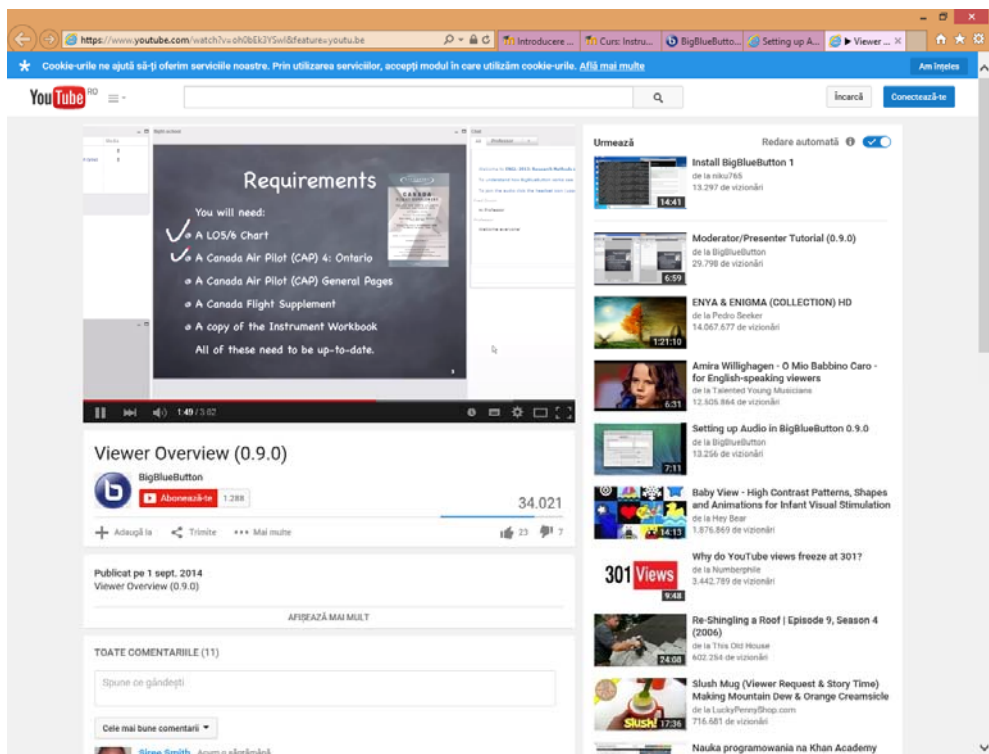 https://www.youtube.com/watch?v=oh0bEk3YSwI&feature=youtu.be
Introducere ...
Curs: Instru...
BigBlueButto...
Setting up A...
Viewer ...
Cookie-urile ne ajută să-ți oferim serviciile noastre. Prin utilizarea serviciilor, accepți modul în care utilizăm cookie-urile. Află mai multe
Am înțeles
YouTube RO
Încarcă
Conectează-te
Requirements
You will need:
A LO5/6 Chart
A Canada Air Pilot (CAP) 4: Ontario
A Canada Air Pilot (CAP) General Pages
A Canada Flight Supplement
A copy of the Instrument Workbook
All of these need to be up-to-date.
CANADA
Media
Chat
All
Professor
Professor
Welcome everyone!
1:49 / 3:02
Viewer Overview (0.9.0)
BigBlueButton
Abonează-te 1.288
34.021
Adaugă la
Trimite
Mai multe
23
7
Publicat pe 1 sept. 2014
Viewer Overview (0.9.0)
AFIȘEAZĂ MAI MULT
TOATE COMENTARIILE (11)
Spune ce gândești
Cele mai bune comentarii
Siree Smith Acum o săptămână
Urmează
Redare automată
Install BigBlueButton 1
de la niku765
13.297 de vizionări
14:41
Moderator/Presenter Tutorial (0.9.0)
de la BigBlueButton
29.798 de vizionări
6:59
ENYA & ENIGMA (COLLECTION) HD
de la Pedro Seeker
14.067.677 de vizionări
1:21:10
Amira Willighagen - O Mio Babbino Caro -
for English-speaking viewers
de la Talented Young Musicians
12.505.864 de vizionări
6:31
Setting up Audio in BigBlueButton 0.9.0
de la BigBlueButton
13.256 de vizionări
7:11
Baby View - High Contrast Patterns, Shapes
and Animations for Infant Visual Stimulation
de la Hey Bear
1.876.869 de vizionări
14:13
Why do YouTube views freeze at 301?
de la Numberphile
3.442.789 de vizionări
301 Views
9:48
Re-Shingling a Roof | Episode 9, Season 4
(2006)
de la This Old House
602.254 de vizionări
24:08
Slush Mug (Viewer Request & Story Time)
Making Mountain Dew & Orange Creamsicle
de la LuckyPennyShop.com
716.681 de vizionări
Slush!
17:36
Nauka programowania na Khan Academy